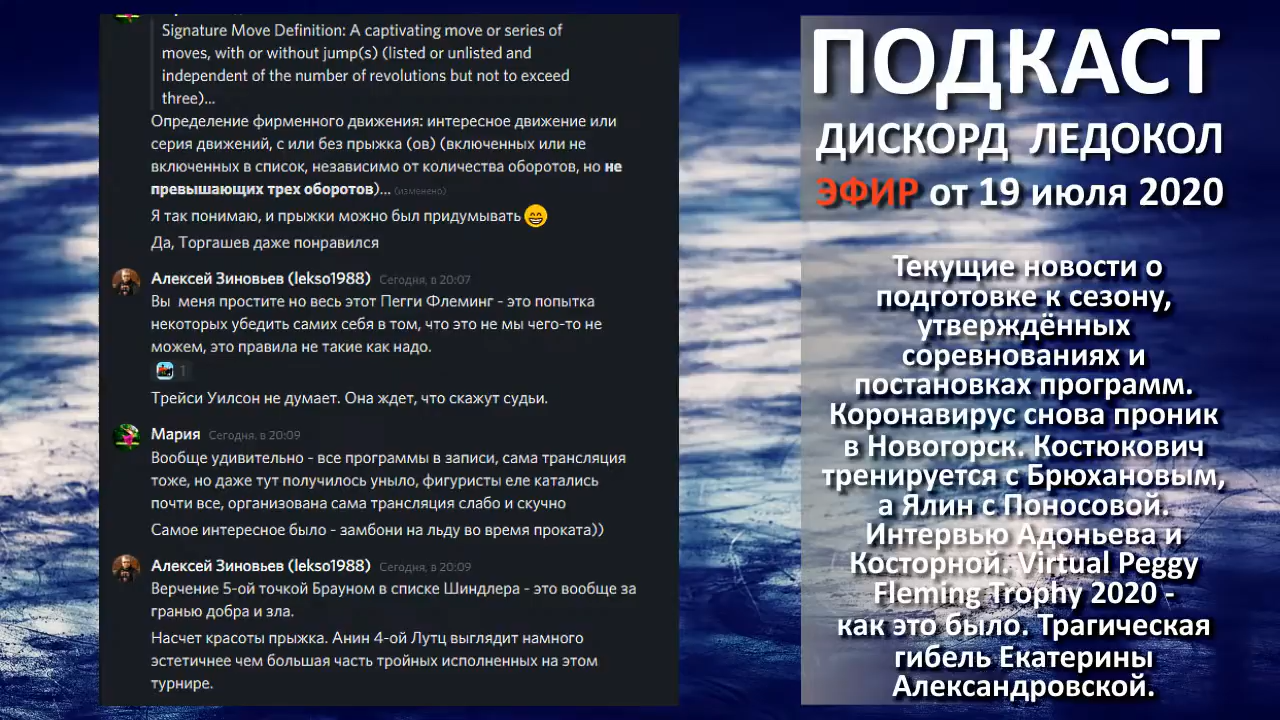 Signature Move Definition: A captivating move or series of
moves, with or without jump(s) (listed or unlisted and
independent of the number of revolutions but not to exceed
three)...
Определение фирменного движения: интересное движение или
серия движений, с или без прыжка (ов) (включенных или не
включенных в список, независимо от количества оборотов, но не
превышающих трех оборотов)... (изменено)
Я так понимаю, и прыжки можно был придумывать
Да, Торгашев даже понравился
Алексей Зиновьев (lekso1988) Сегодня, в 20:07
Вы меня простите но весь этот Пегги Флеминг - это попытка
некоторых убедить самих себя в том, что это не мы чего-то не
можем, это правила не такие как надо.
1
Трейси Уилсон не думает. Она ждет, что скажут судьи.
Мария Сегодня, в 20:09
Вообще удивительно - все программы в записи, сама трансляция
тоже, но даже тут получилось уныло, фигуристы еле катались
почти все, организована сама трансляция слабо и скучно
Самое интересное было - замбони на льду во время проката))
Алексей Зиновьев (lekso1988) Сегодня, в 20:09
Верчение 5-ой точкой Брауном в списке Шиндлера - это вообще за
гранью добра и зла.
Насчет красоты прыжка. Анин 4-ой Лутц выглядит намного
эстетичнее чем большая часть тройных исполненных на этом
турнире.
ПОДКАСТ
ДИСКОРД ЛЕДОКОЛ
ЭФИР от 19 июля 2020
Текущие новости о
подготовке к сезону,
утверждённых
соревнованиях и
постановках программ.
Коронавирус снова проник
в Новогорск. Костюкович
тренируется с Брюхановым,
а Ялин с Поносовой.
Интервью Адоньева и
Косторной. Virtual Peggy
Fleming Trophy 2020 -
как это было. Трагическая
гибель Екатерины
Александровской.